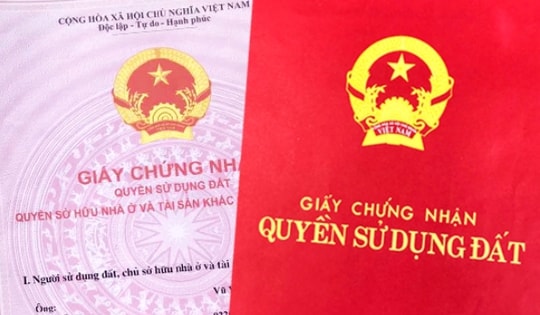 CỘNG HÒA XÃ HỘI CHỦ NGHĨA VIỆT NAM
Độc lập - Tự do - Hạnh phúc
GIẤY CHỨNG NHẬ
QUYỀN SỬ DỤNG ĐẤT
QUYỀN SỞ HỮU NHÀ Ở VÀ TÀI SẢN KHÁC
I. Người sử dụng đất, chủ sở hữu nhà ở và tài
Ông:
VIỆT NAM
GIẤY CHỨNG NHẬN
QUYỀN SỬ DỤNG ĐẤT